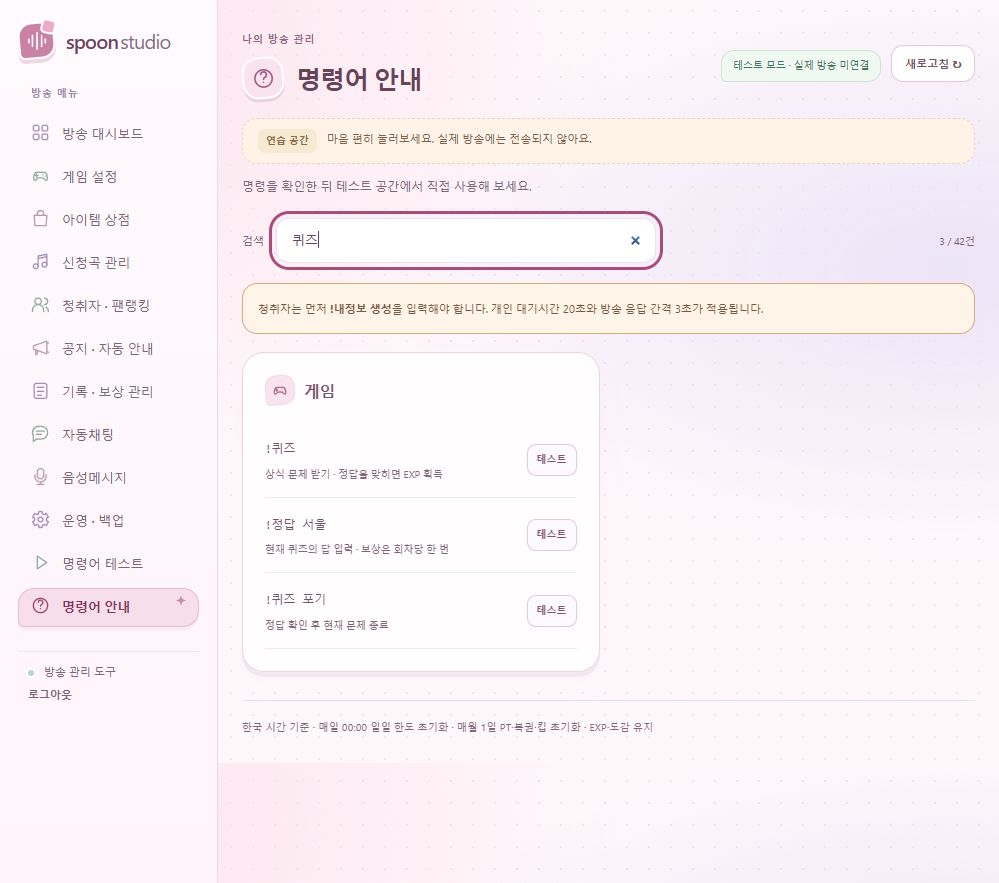 spoonstudio
방송 메뉴
방송 대시보드
게임 설정
아이템 상점
신청곡 관리
청취자 · 팬랭킹
공지 · 자동 안내
기록 · 보상 관리
자동채팅
음성메시지
운영 · 백업
명령어 테스트
명령어 안내
방송 관리 도구
로그아웃
나의 방송 관리
명령어 안내
테스트 모드 · 실제 방송 미연결
새로고침 ↻
연습 공간 마음 편히 눌러보세요. 실제 방송에는 전송되지 않아요.
명령을 확인한 뒤 테스트 공간에서 직접 사용해 보세요.
검색 퀴즈
3 / 42건
청취자는 먼저 !내정보 생성을 입력해야 합니다. 개인 대기시간 20초와 방송 응답 간격 3초가 적용됩니다.
게임
!퀴즈
상식 문제 받기 · 정답을 맞히면 EXP 획득
테스트
!정답 서울
현재 퀴즈의 답 입력 · 보상은 회차당 한 번
테스트
!퀴즈 포기
정답 확인 후 현재 문제 종료
테스트
한국 시간 기준 · 매일 00:00 일일 한도 초기화 · 매월 1일 PT·복권·킵 초기화 · EXP·도감 유지